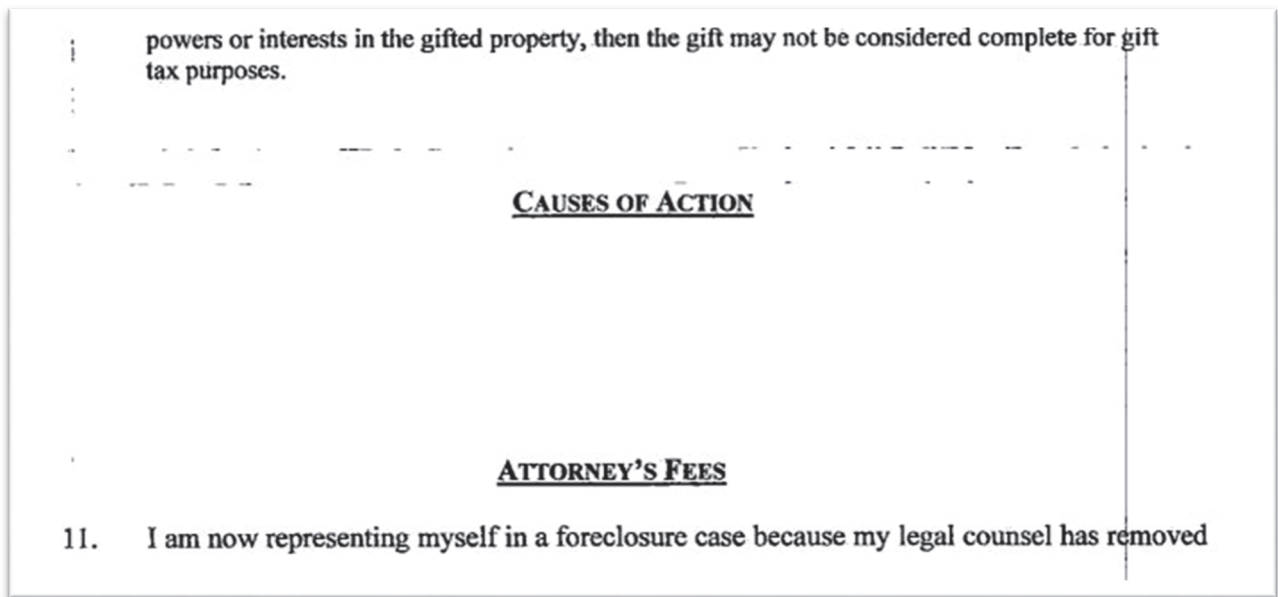 powers or interests in the gifted property, then the gift may not be considered complete for gift
tax purposes.
CAUSES OF ACTION
ATTORNEY'S FEES
11. I am now representing myself in a foreclosure case because my legal counsel has removed